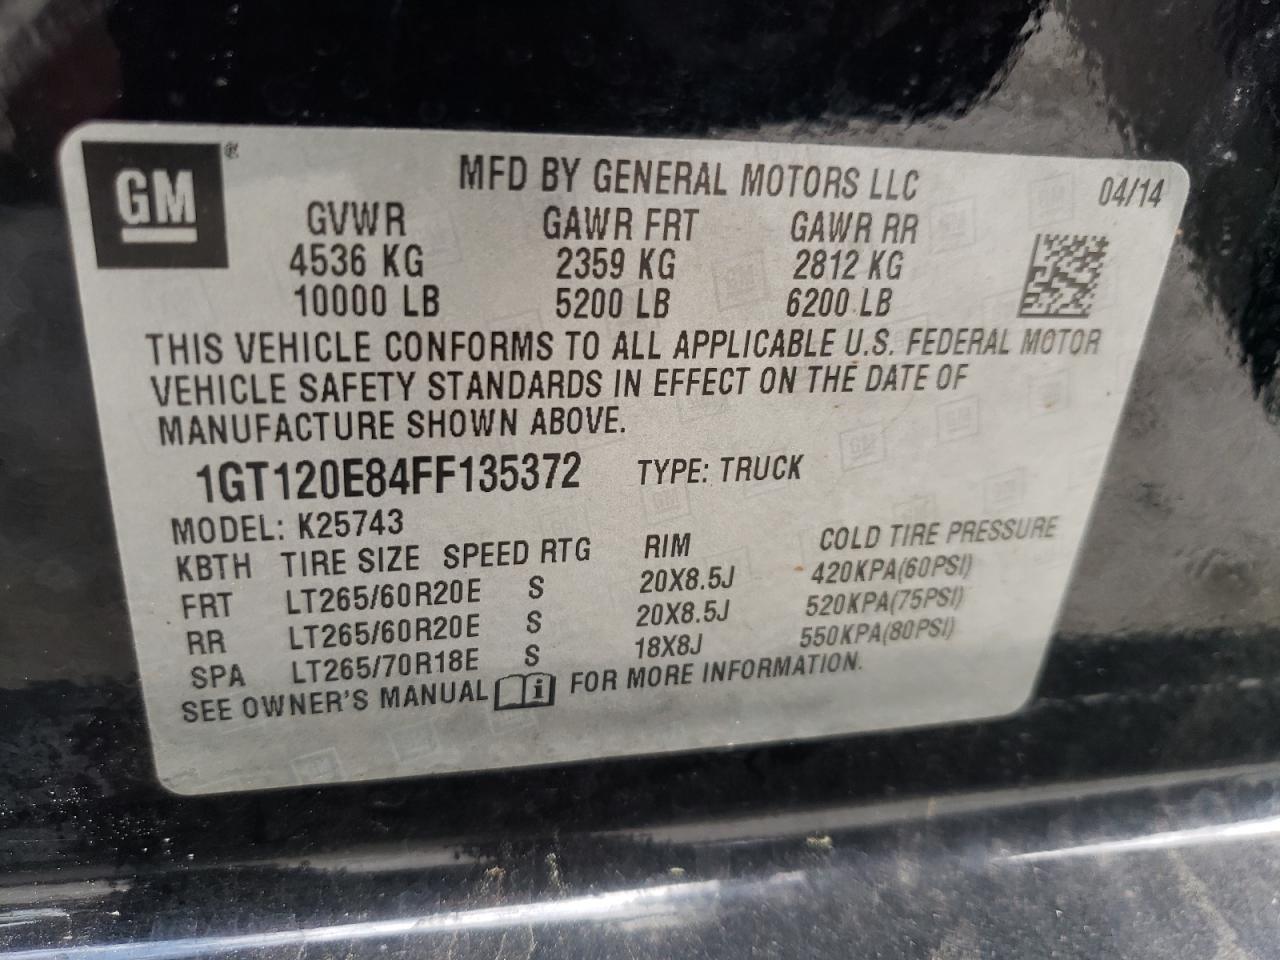 GM®
MFD BY GENERAL MOTORS LLC
04/14
GVWR GAWR FRT GAWR RR
4536 KG 2359 KG 2812 KG
10000 LB 5200 LB 6200 LB
THIS VEHICLE CONFORMS TO ALL APPLICABLE U.S. FEDERAL MOTOR
VEHICLE SAFETY STANDARDS IN EFFECT ON THE DATE OF
MANUFACTURE SHOWN ABOVE.
1GT120E84FF135372 TYPE: TRUCK
MODEL: K25743
KBTH TIRE SIZE SPEED RTG RIM COLD TIRE PRESSURE
FRT LT265/60R20E S 20X8.5J 420KPA(60PSI)
RR LT265/60R20E S 20X8.5J 520KPA(75PSI)
SPA LT265/70R18E S 18X8J 550KPA(80PSI)
SEE OWNER'S MANUAL i FOR MORE INFORMATION.